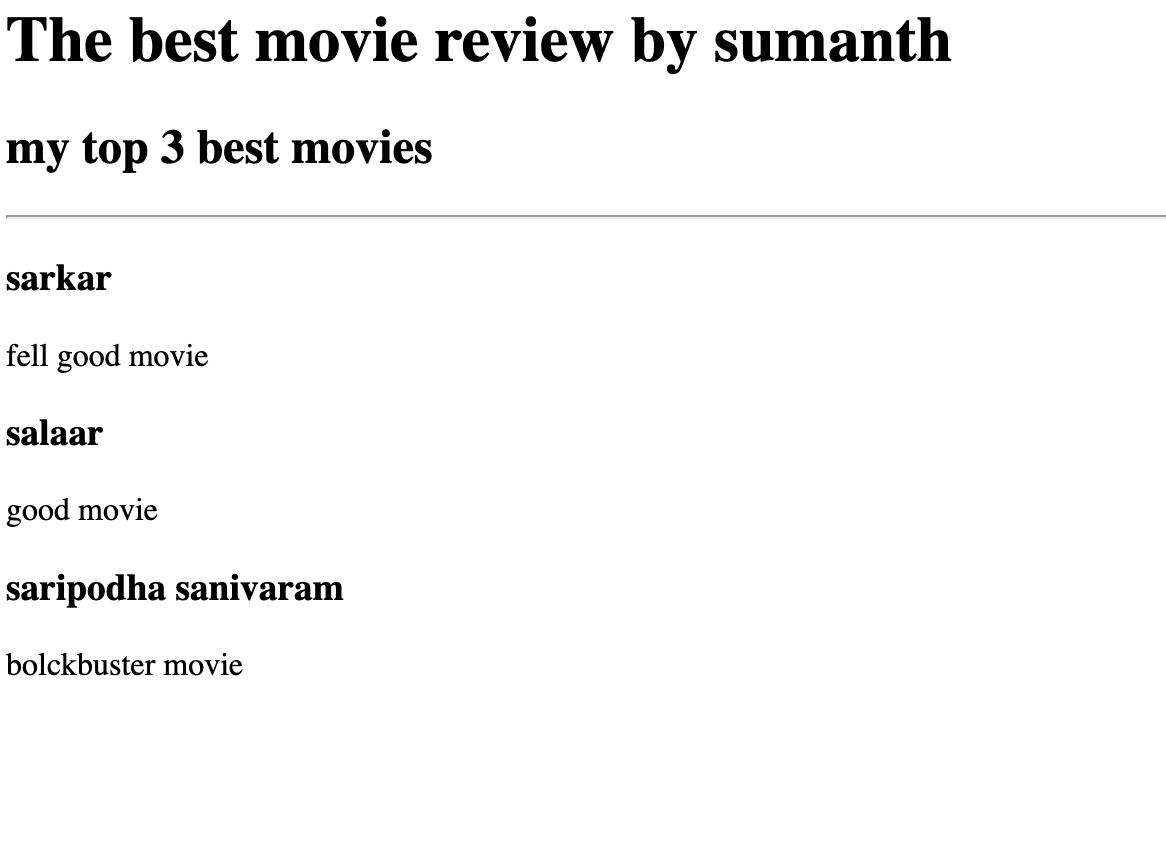 The best movie review by sumanth
my top 3 best movies
sarkar
fell good movie
salaar
good movie
saripodha sanivaram
bolckbuster movie